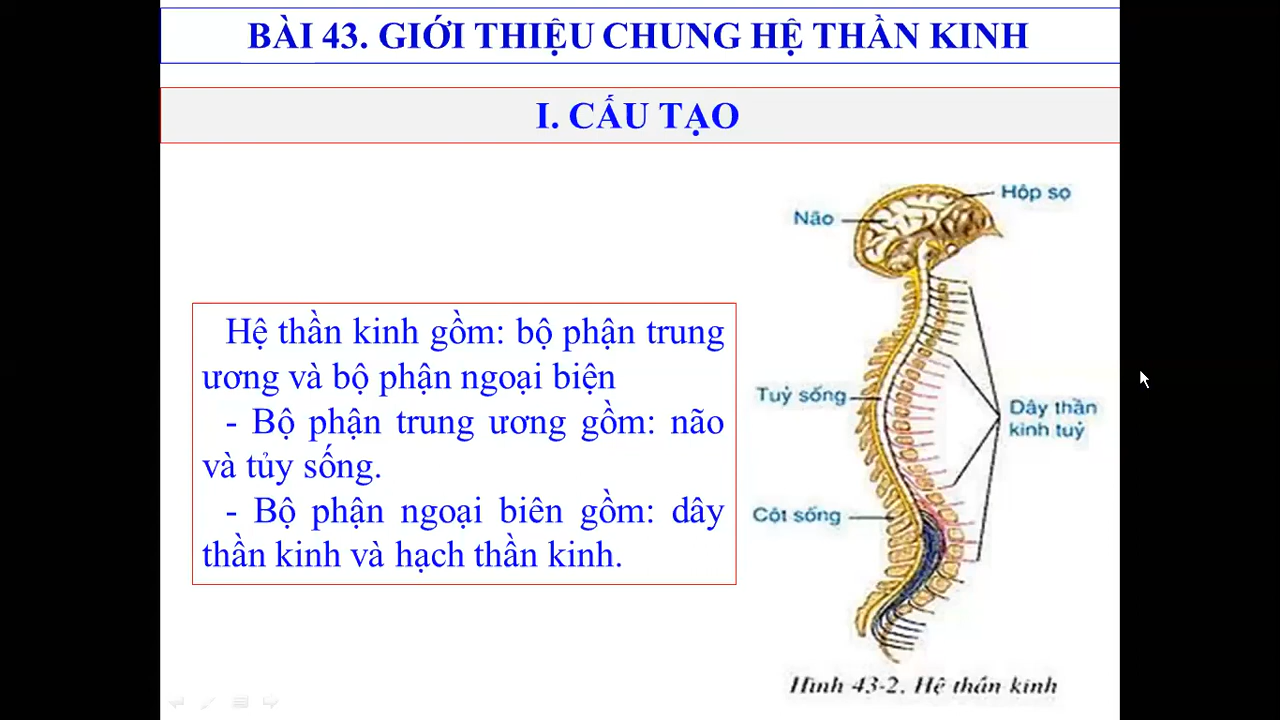 BÀI 43. GIỚI THIỆU CHUNG HỆ THẦN KINH
I. CẤU TẠO
Hệ thần kinh gồm: bộ phận trung
ương và bộ phận ngoại biện
- Bộ phận trung ương gồm: não
và tủy sống.
- Bộ phận ngoại biên gồm: dây
thần kinh và hạch thần kinh.
Hộp sọ
Não
Tuỷ sống
Dây thần
kinh tuỷ
Cột sống
Hình 43-2. Hệ thần kinh